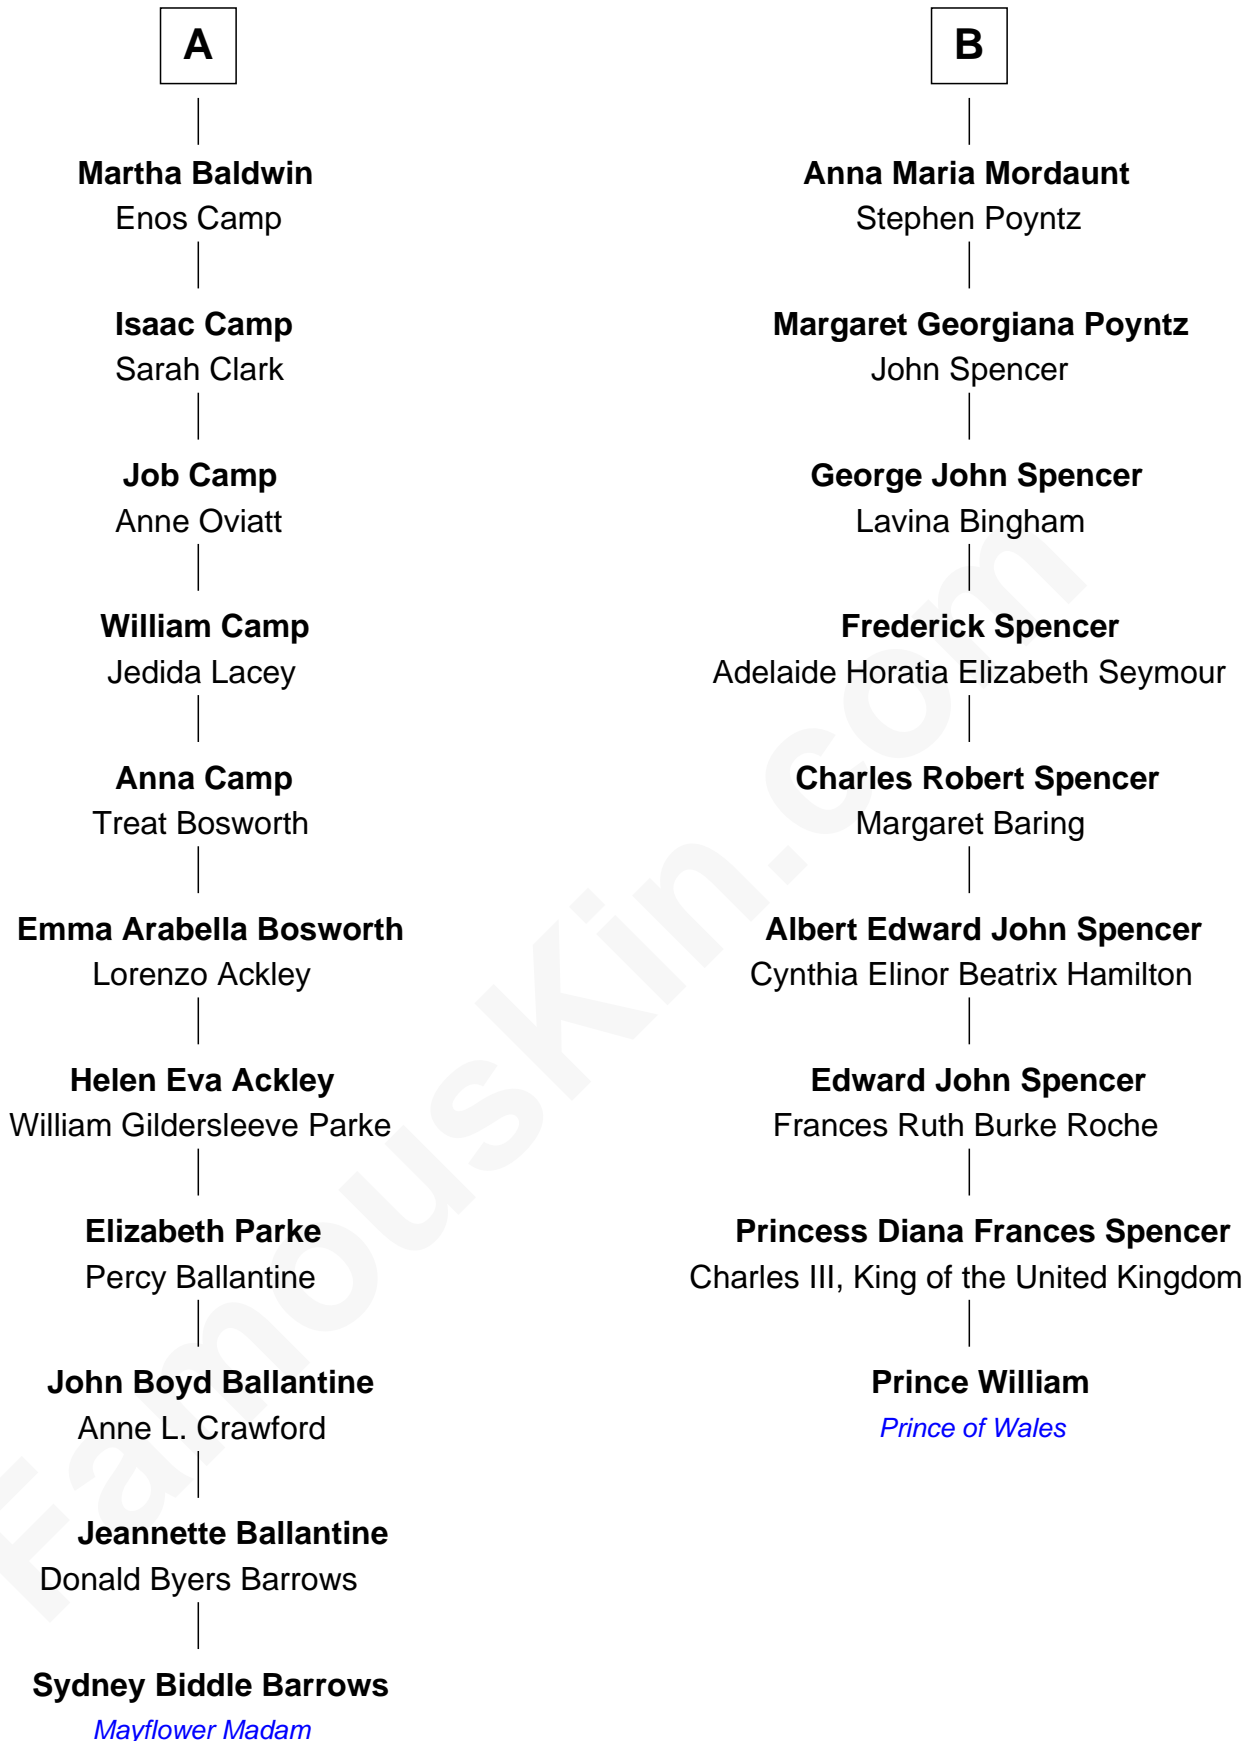 A
Martha Baldwin
Enos Camp
Isaac Camp
Sarah Clark
Job Camp
Anne Oviatt
William Camp
Jedida Lacey
Anna Camp
Treat Bosworth
Emma Arabella Bosworth
Lorenzo Ackley
Helen Eva Ackley
William Gildersleeve Parke
Elizabeth Parke
Percy Ballantine
John Boyd Ballantine
Anne L. Crawford
Jeannette Ballantine
Donald Byers Barrows
Sydney Biddle Barrows
Mayflower Madam
B
Anna Maria Mordaunt
Stephen Poyntz
Margaret Georgiana Poyntz
John Spencer
George John Spencer
Lavina Bingham
Frederick Spencer
Adelaide Horatia Elizabeth Seymour
Charles Robert Spencer
Margaret Baring
Albert Edward John Spencer
Cynthia Elinor Beatrix Hamilton
Edward John Spencer
Frances Ruth Burke Roche
Princess Diana Frances Spencer
Charles III, King of the United Kingdom
Prince William
Prince of Wales
FamousKin.com